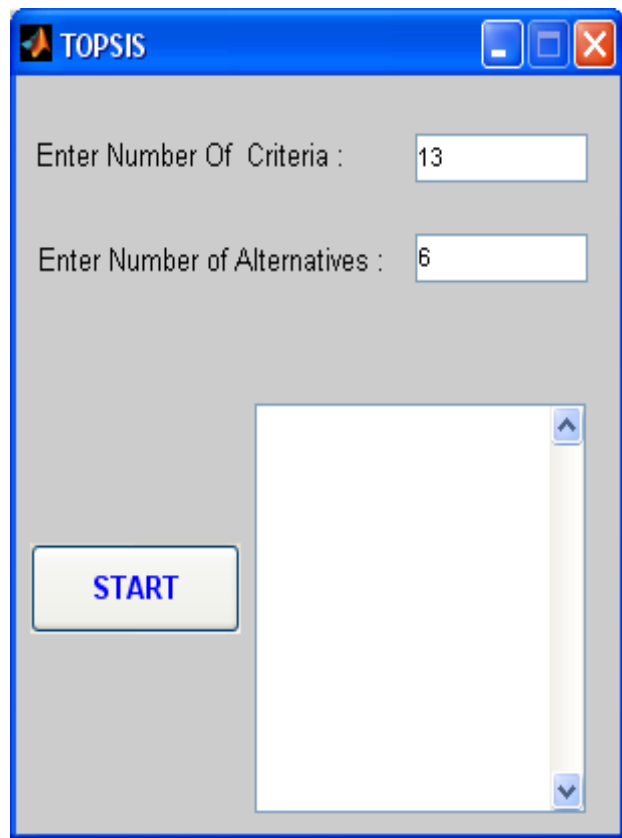 TOPSIS
Enter Number Of Criteria :
13
Enter Number of Alternatives :
6
START